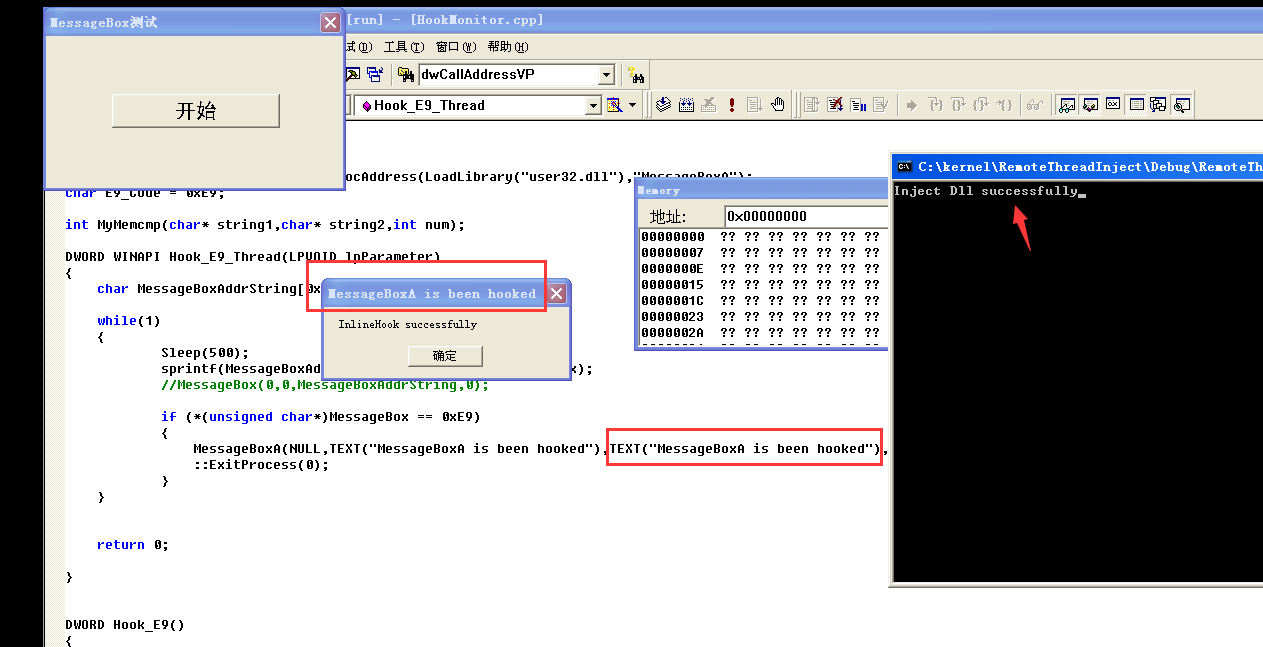 MessageBox测试
[run] - [HookMonitor.cpp]
试(D) 工具(T) 窗口(W) 帮助(H)
dwCallAddressVP
Hook_E9_Thread
开始
ocAddress(LoadLibrary("user32.dll"),"MessageBoxA");
char E9_Code = 0xE9;
int MyMemcmp(char* string1,char* string2,int num);
DWORD WINAPI Hook_E9_Thread(LPVOID lpParameter)
{
char MessageBoxAddrString[0x
while(1)
{
Sleep(500);
sprintf(MessageBoxAd
x);
//MessageBox(0,0,MessageBoxAddrString,0);
if (*(unsigned char*)MessageBox == 0xE9)
{
MessageBoxA(NULL,TEXT("MessageBoxA is been hooked"),TEXT("MessageBoxA is been hooked"),
::ExitProcess(0);
}
}
return 0;
}
DWORD Hook_E9()
{
MessageBoxA is been hooked
InlineHook successfully
确定
Memory
地址: 0x00000000
00000000 ?? ?? ?? ?? ?? ?? ??
00000007 ?? ?? ?? ?? ?? ?? ??
0000000E ?? ?? ?? ?? ?? ?? ??
00000015 ?? ?? ?? ?? ?? ?? ??
0000001C ?? ?? ?? ?? ?? ?? ??
00000023 ?? ?? ?? ?? ?? ?? ??
0000002A ?? ?? ?? ?? ?? ?? ??
C:\kernel\RemoteThreadInject\Debug\RemoteTh
Inject Dll successfully_